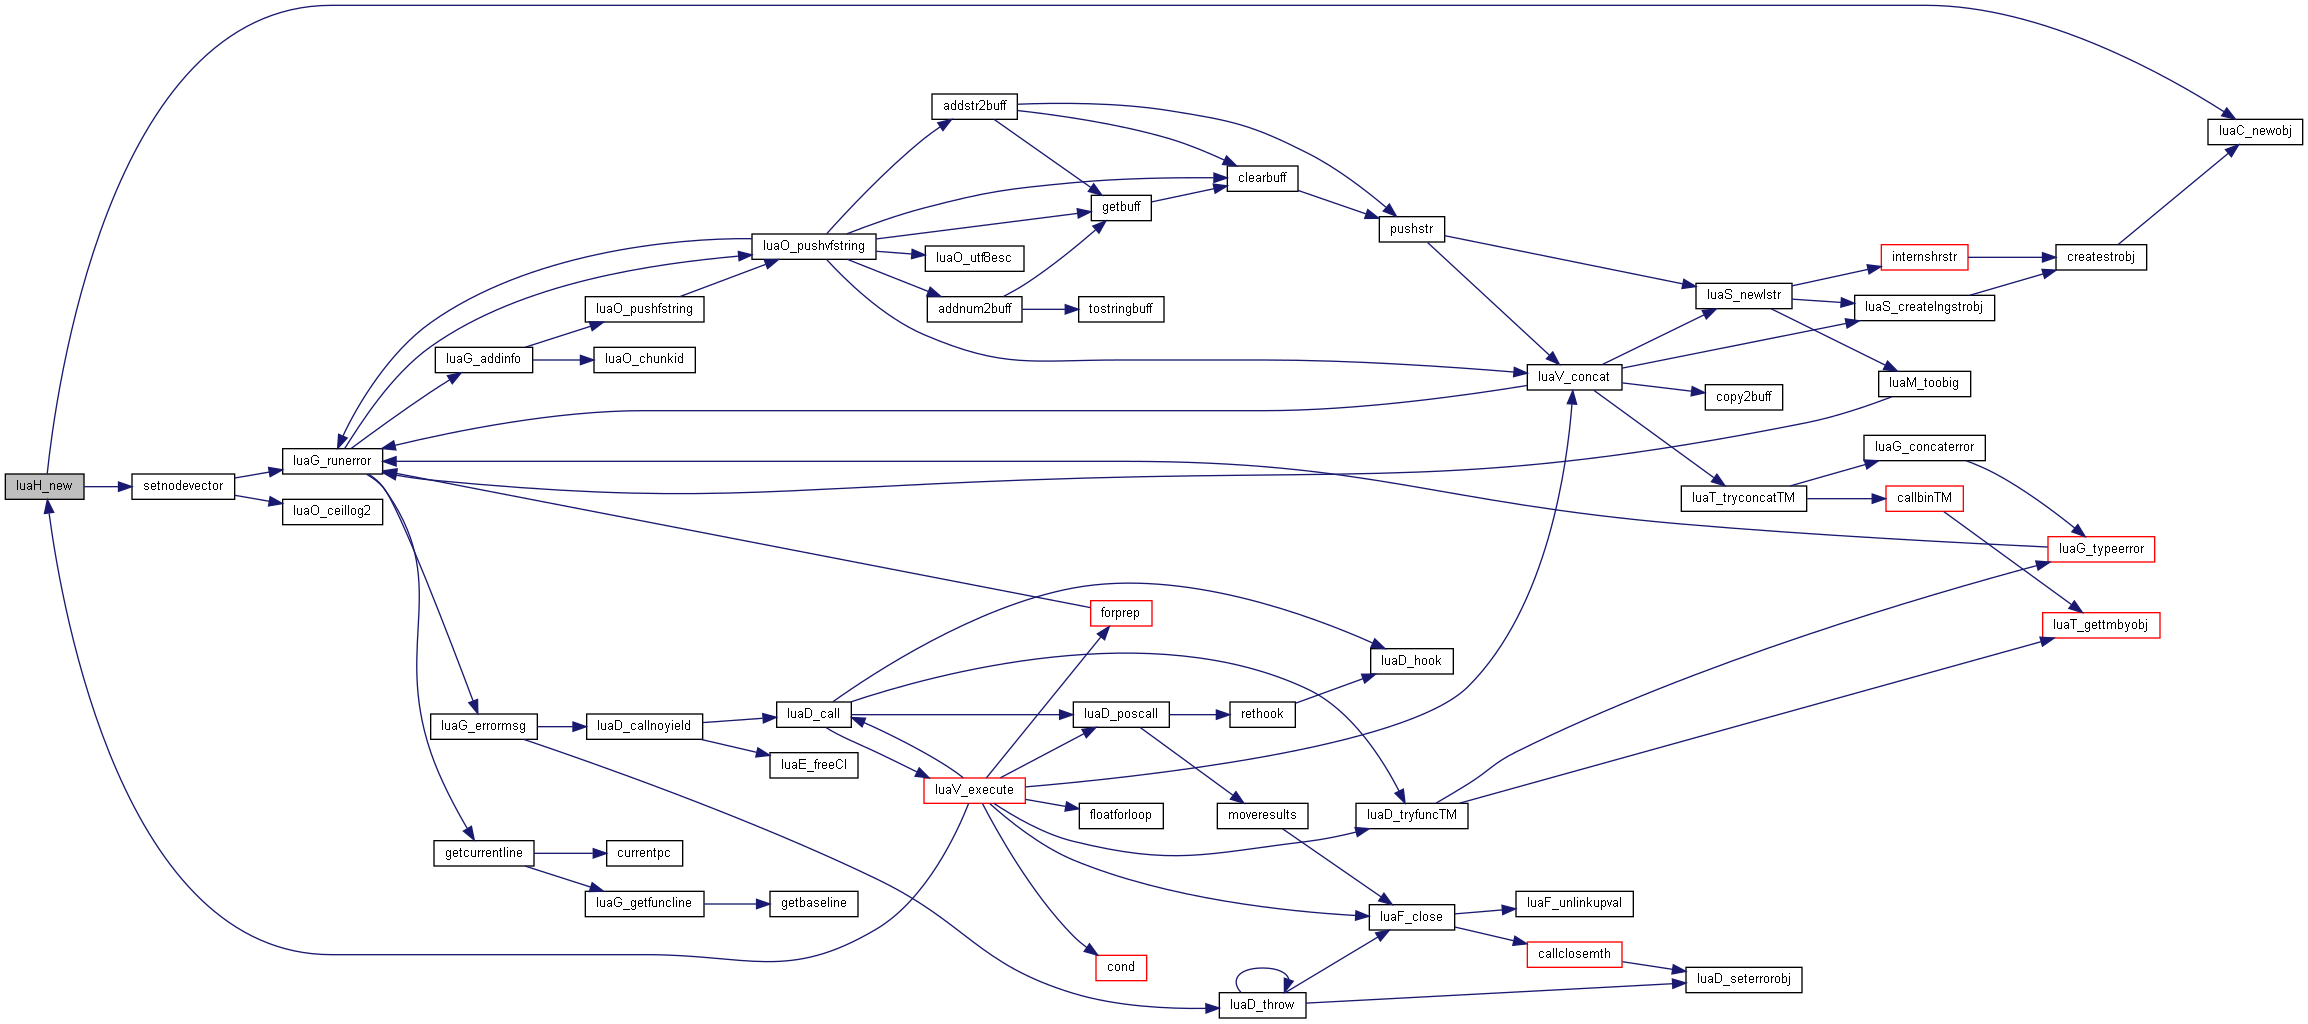 luaH_new
setnodevector
luaG_runerror
luaO_ceillog2
luaG_addinfo
luaO_pushfstring
luaO_chunkid
luaO_pushvfstring
addstr2buff
getbuff
clearbuff
luaO_utf8esc
addnum2buff
tostringbuff
pushstr
luaV_concat
luaS_newlstr
internshrstr
luaS_createlngstrobj
createstrobj
luaC_newobj
luaM_toobig
copy2buff
luaT_tryconcatTM
luaG_concaterror
callbinTM
luaG_typeerror
luaT_gettmbyobj
luaG_errormsg
luaD_callnoyield
luaD_call
luaE_freeCI
luaV_execute
forprep
luaD_poscall
rethook
luaD_hook
floatforloop
moveresults
luaD_tryfuncTM
getcurrentline
currentpc
luaG_getfuncline
getbaseline
cond
luaF_close
luaF_unlinkupval
callclosemth
luaD_throw
luaD_seterrorobj